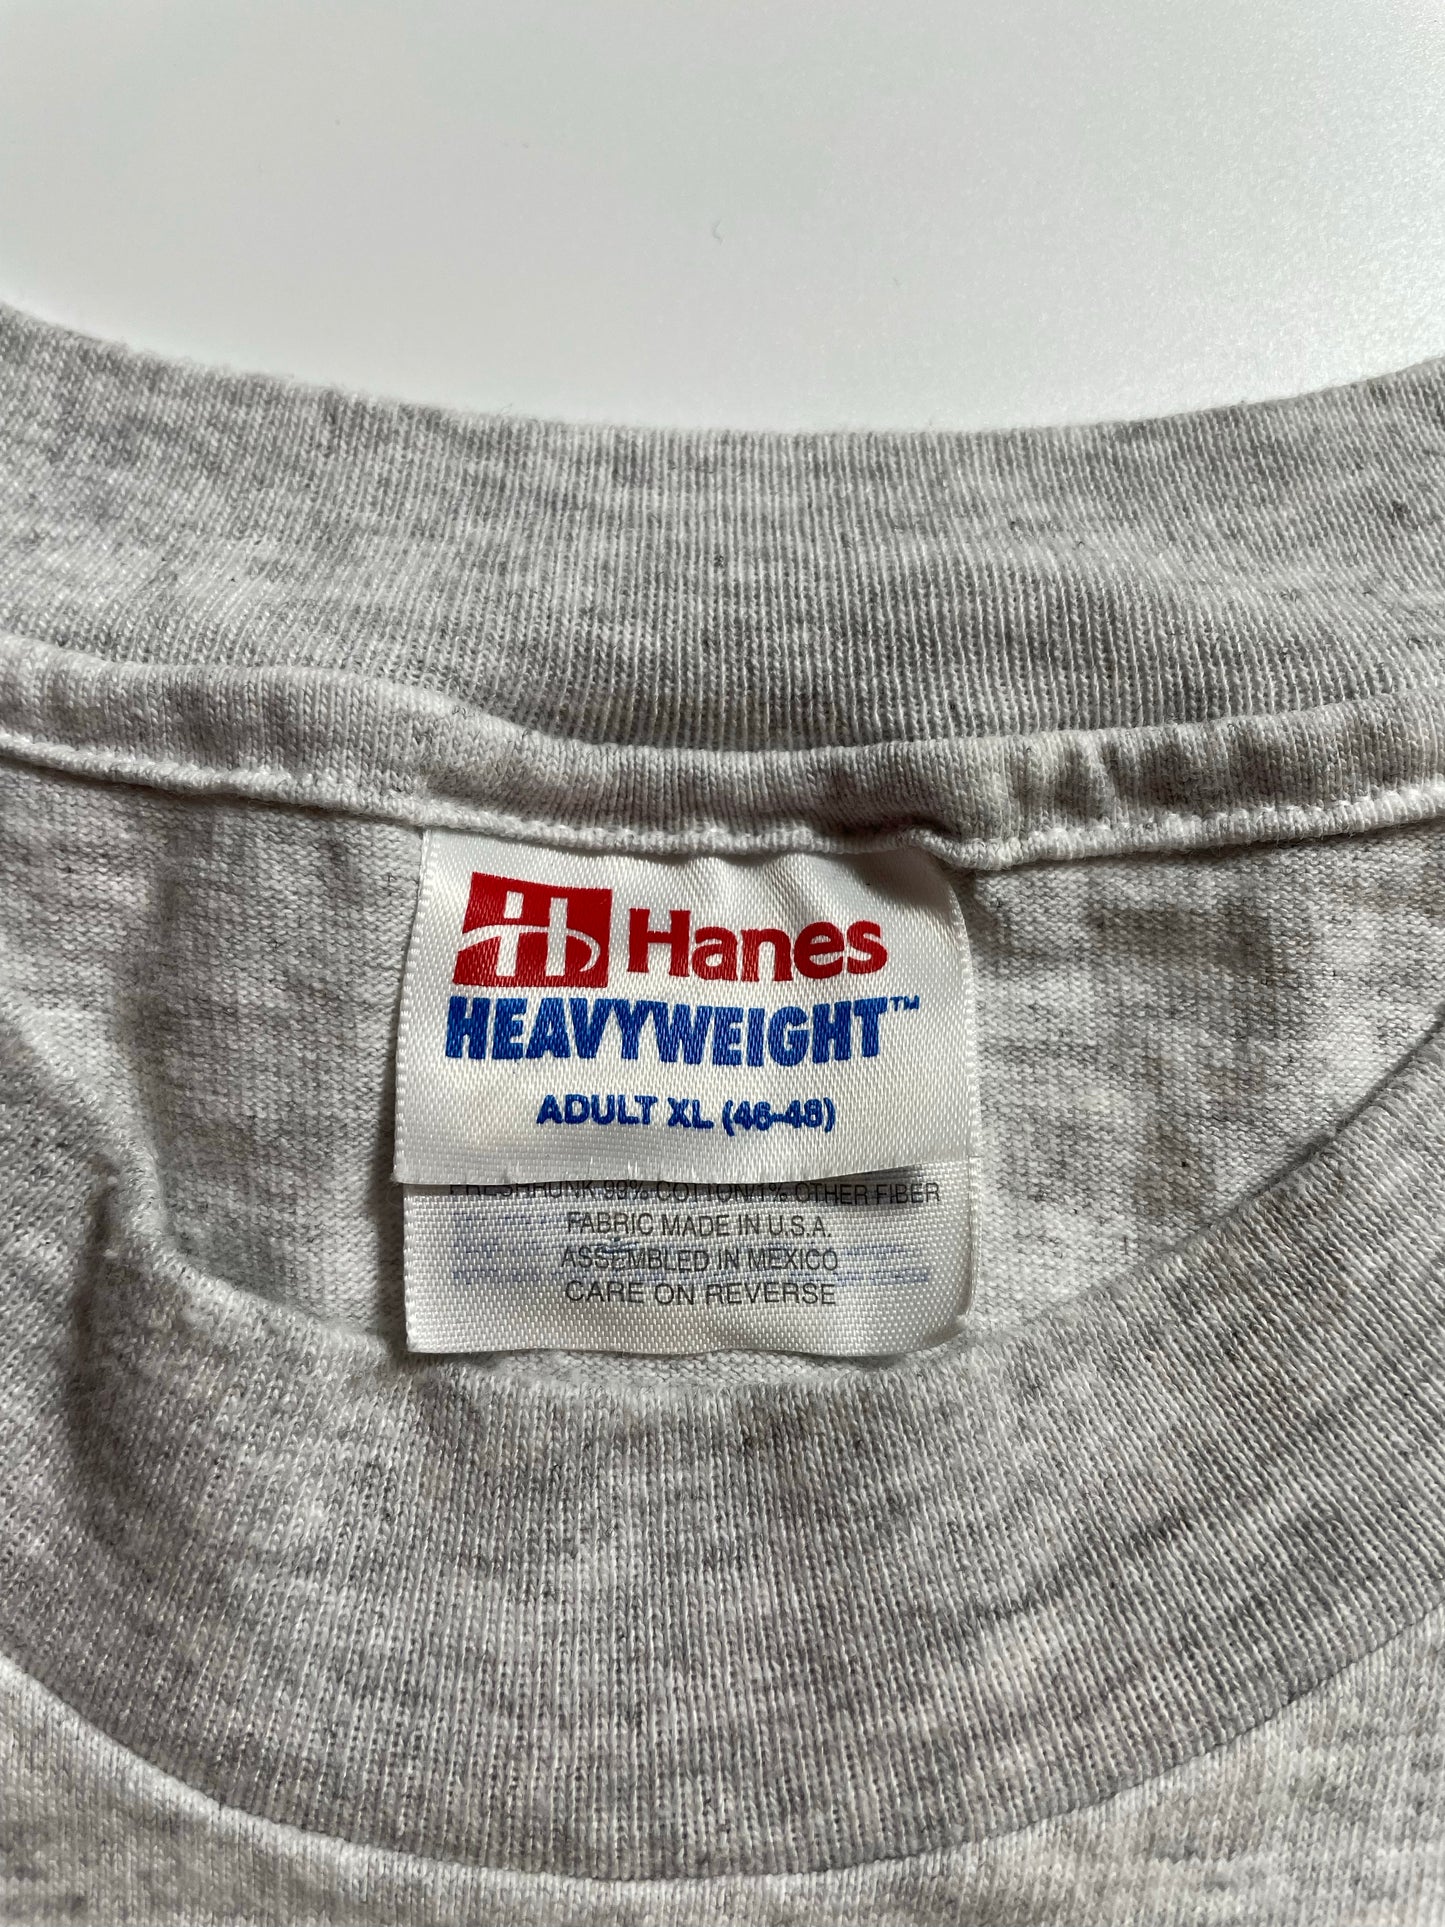 Hanes
HEAVYWEIGHT™
ADULT XL (46-48)
PRESHRUNK 99% COTTON/1% OTHER FIBER
FABRIC MADE IN U.S.A.
ASSEMBLED IN MEXICO
CARE ON REVERSE